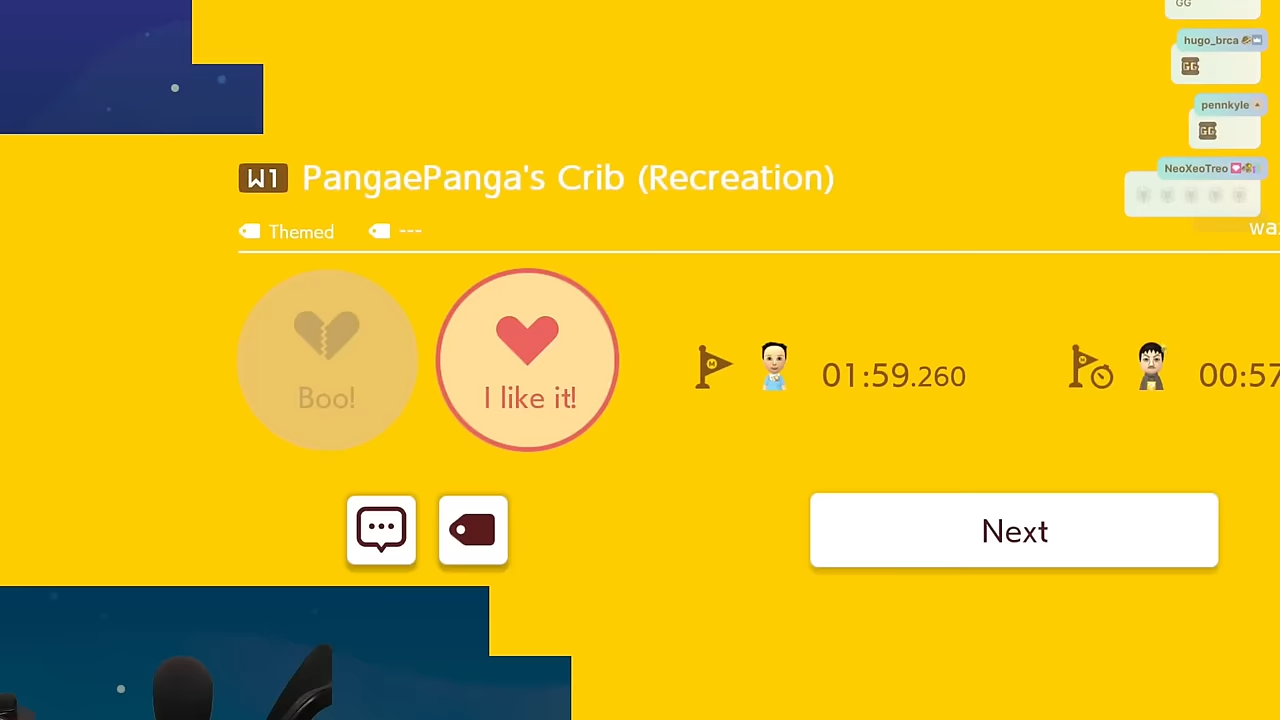 GG
hugo_brca
GG
pennkyle
GG
NeoXeoTreo
W1 PangaePanga's Crib (Recreation)
Themed ---
Boo!
I like it!
01:59.260
00:57
Next